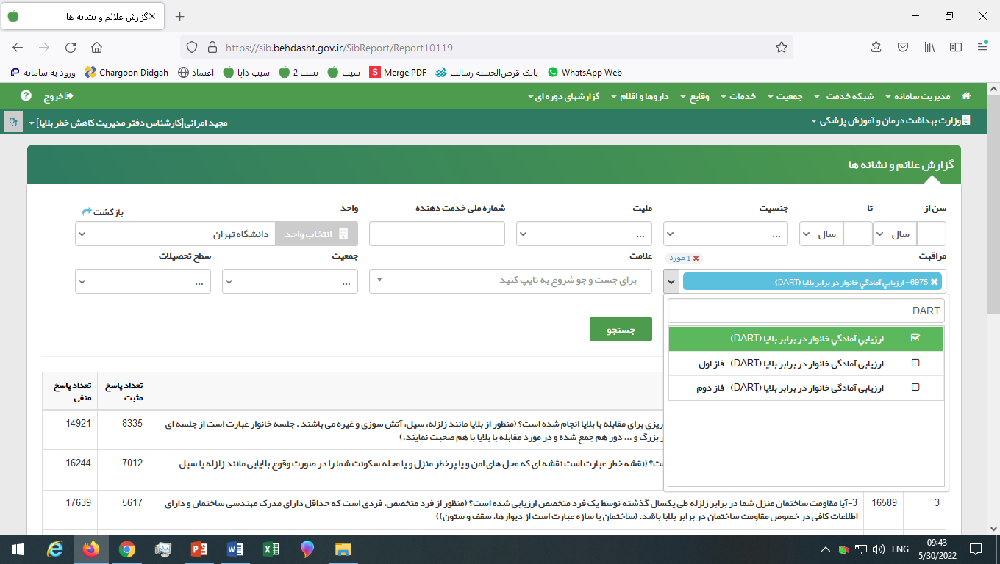 گزارش علائم و نشانه ها
https://sib.behdasht.gov.ir/SibReport/Report10119
ورود به سامانه
Chargoon Didgah
اعتماد
سیب داپا
تست 2
سیب
Merge PDF
بانک قرض‌الحسنه رسالت
WhatsApp Web
مدیریت سامانه
شبکه خدمت
جمعیت
خدمات
وقایع
داروها و اقلام
گزارشهای دوره ای
خروج
وزارت بهداشت درمان و آموزش پزشکی
مجید امرائی[کارشناس دفتر مدیریت کاهش خطر بلایا]
گزارش علائم و نشانه ها
سن از
تا
جنسیت
ملیت
شماره ملی خدمت دهنده
واحد
بازگشت
سال
سال
...
...
انتخاب واحد
دانشگاه تهران
مراقبت
1 مورد
علامت
جمعیت
سطح تحصیلات
6975- ارزيابي آمادگي خانوار در برابر بلايا (DART)
برای جست و جو شروع به تایپ کنید
...
...
DART
ارزيابي آمادگي خانوار در برابر بلايا (DART)
ارزیابی آمادگی خانوار در برابر بلایا (DART)- فاز اول
ارزیابی آمادگی خانوار در برابر بلایا (DART)- فاز دوم
جستجو
تعداد پاسخ مثبت
تعداد پاسخ منفی
ریزی برای مقابله با بلایا انجام شده است؟ (منظور از بلایا مانند زلزله، سیل، آتش سوزی و غیره می باشند . جلسه خانوار عبارت است از جلسه ای
ر بزرگ و ... دور هم جمع شده و در مورد مقابله با بلایا با هم صحبت نمایند.)
8335
14921
ت؟ (نقشه خطر عبارت است نقشه ای که محل های امن و یا پرخطر منزل و یا محله سکونت شما را در صورت وقوع بلایایی مانند زلزله یا سیل
7012
16244
3
16589
3-آیا مقاومت ساختمان منزل شما در برابر زلزله طی یکسال گذشته توسط یک فرد متخصص ارزیابی شده است؟ (منظور از فرد متخصص، فردی است که حداقل دارای مدرک مهندسی ساختمان و دارای
اطلاعات کافی در خصوص مقاومت ساختمان در برابر بلابا باشد. (ساختمان یا سازه عبارت است از دیوارها، سقف و ستون))
5617
17639
ENG
09:43
5/30/2022